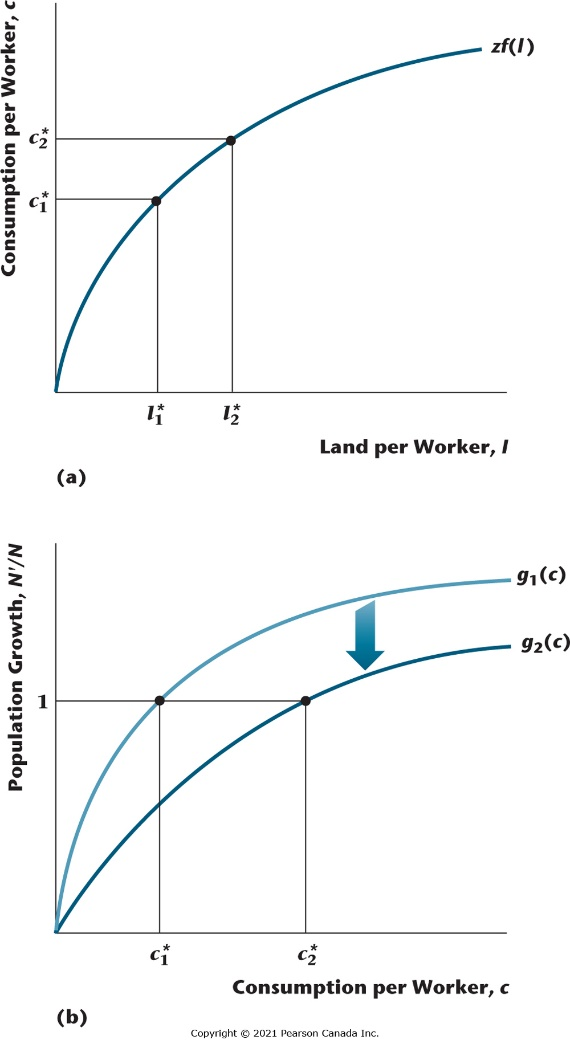 Consumption per Worker, c
zf(l)
c₂*
c₁*
l₁*
l₂*
Land per Worker, l
(a)
Population Growth, N'/N
g₁(c)
g₂(c)
1
c₁*
c₂*
Consumption per Worker, c
(b)
Copyright © 2021 Pearson Canada Inc.